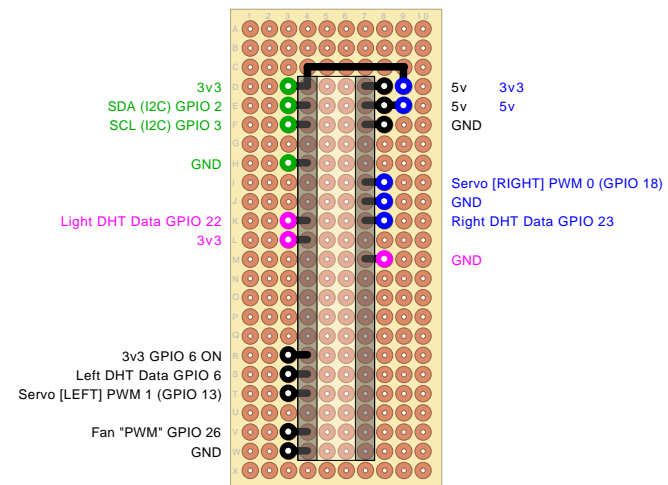 1 2 3 4 5 6 7 8 9 10
A
B
C
D
E
F
G
H
I
J
K
L
M
N
O
P
Q
R
S
T
U
V
W
X
3v3
SDA (I2C) GPIO 2
SCL (I2C) GPIO 3
GND
Light DHT Data GPIO 22
3v3
3v3 GPIO 6 ON
Left DHT Data GPIO 6
Servo [LEFT] PWM 1 (GPIO 13)
Fan "PWM" GPIO 26
GND
5v 3v3
5v 5v
GND
Servo [RIGHT] PWM 0 (GPIO 18)
GND
Right DHT Data GPIO 23
GND